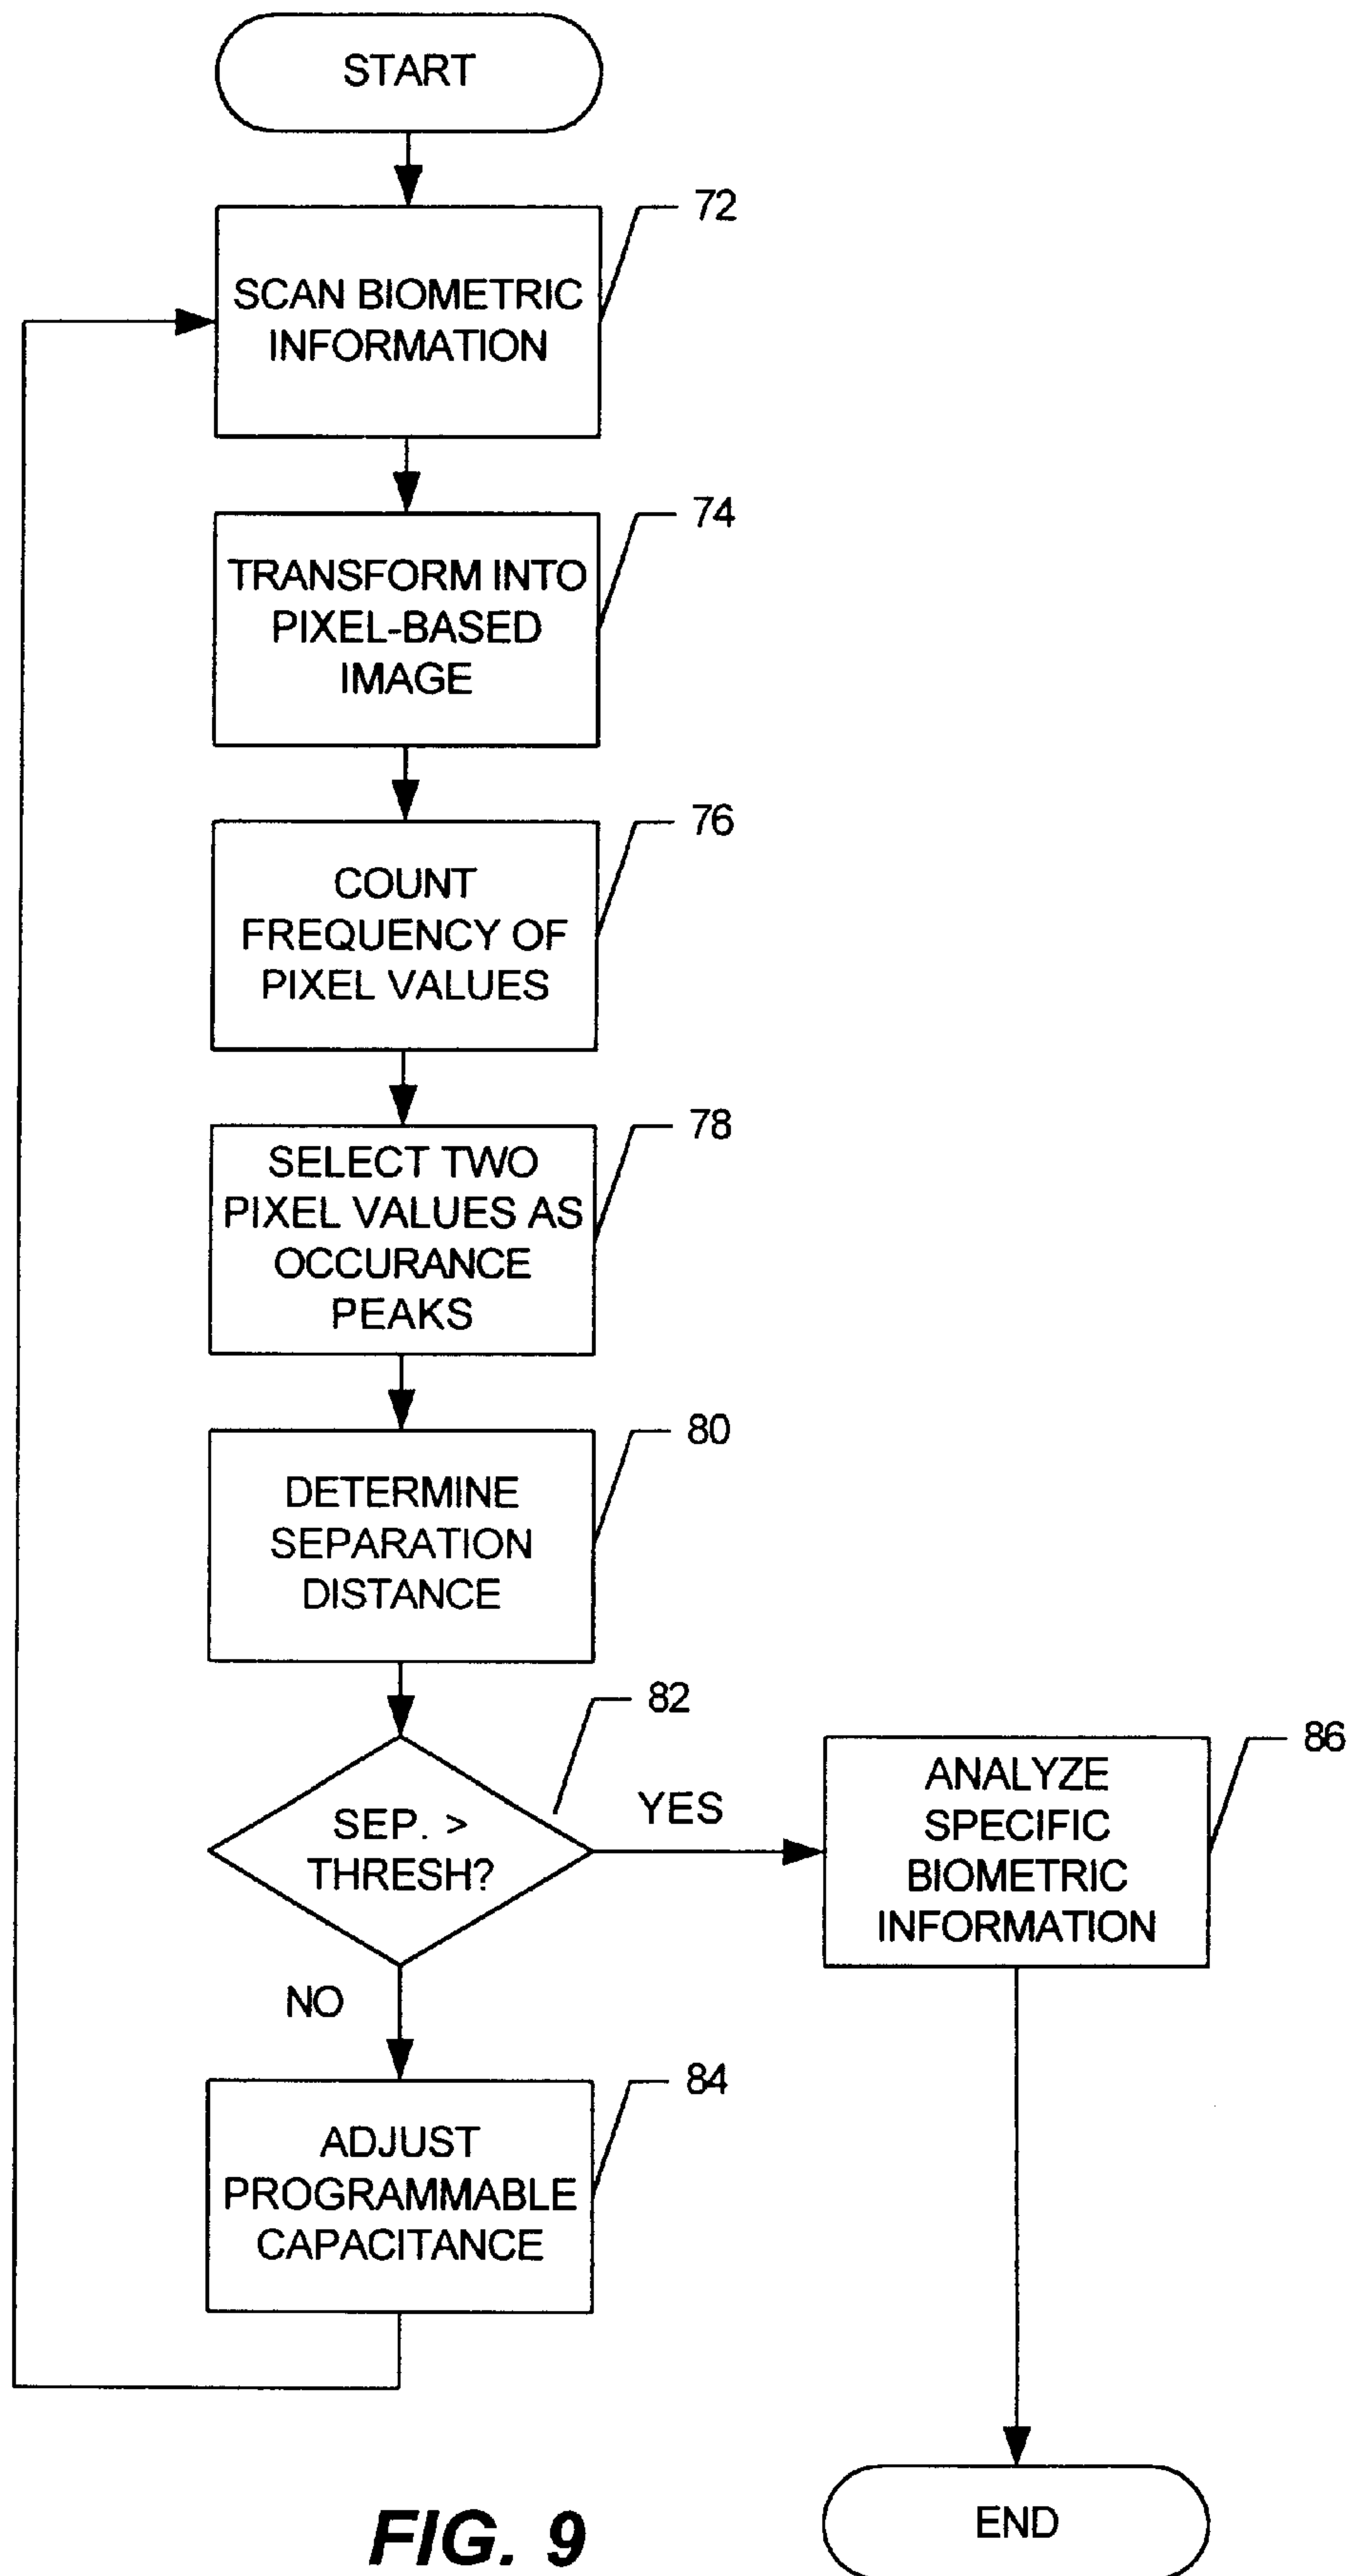 START
72
SCAN BIOMETRIC
INFORMATION
74
TRANSFORM INTO
PIXEL-BASED
IMAGE
76
COUNT
FREQUENCY OF
PIXEL VALUES
78
SELECT TWO
PIXEL VALUES AS
OCCURANCE
PEAKS
80
DETERMINE
SEPARATION
DISTANCE
82
SEP. >
THRESH?
YES
86
ANALYZE
SPECIFIC
BIOMETRIC
INFORMATION
NO
84
ADJUST
PROGRAMMABLE
CAPACITANCE
END
FIG. 9